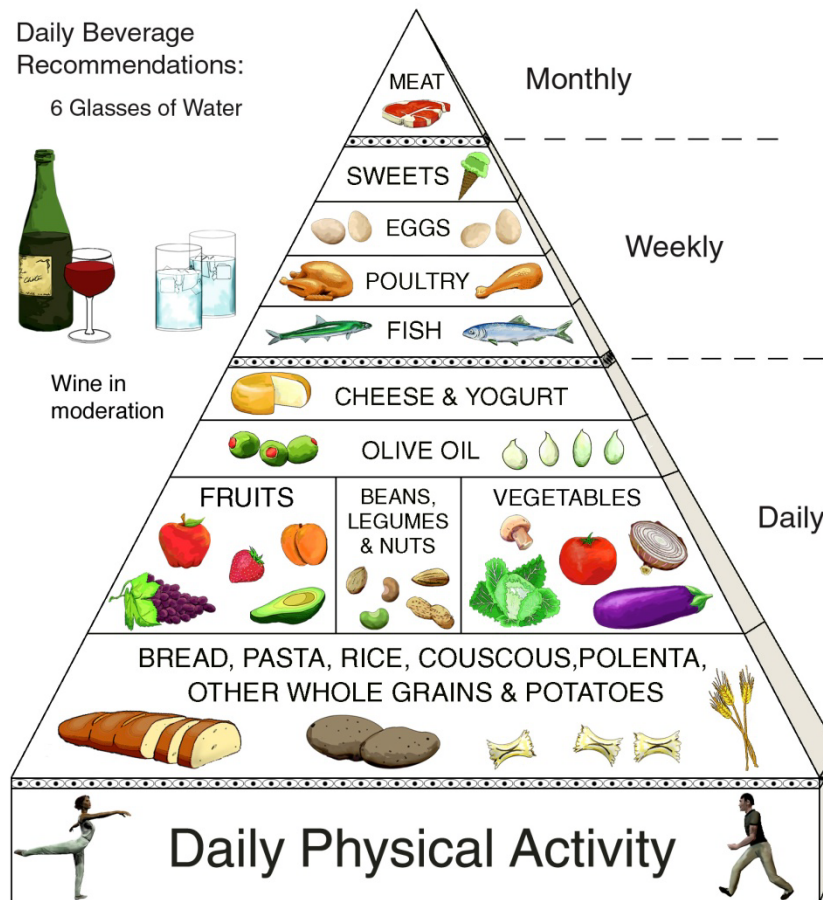 Daily Beverage
Recommendations:
6 Glasses of Water
Wine in
moderation
MEAT
Monthly
SWEETS
EGGS
POULTRY
FISH
Weekly
CHEESE & YOGURT
OLIVE OIL
FRUITS
BEANS,
LEGUMES
& NUTS
VEGETABLES
Daily
BREAD, PASTA, RICE, COUSCOUS,POLENTA,
OTHER WHOLE GRAINS & POTATOES
Daily Physical Activity